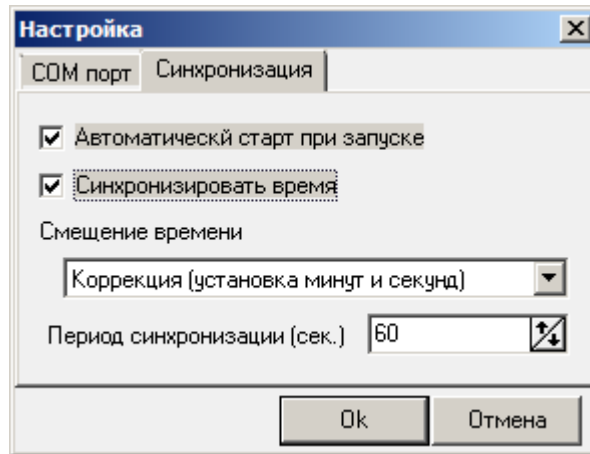 Настройка
COM порт Синхронизация
Автоматическй старт при запуске
Синхронизировать время
Смещение времени
Коррекция (установка минут и секунд)
Период синхронизации (сек.) 60
Ok Отмена